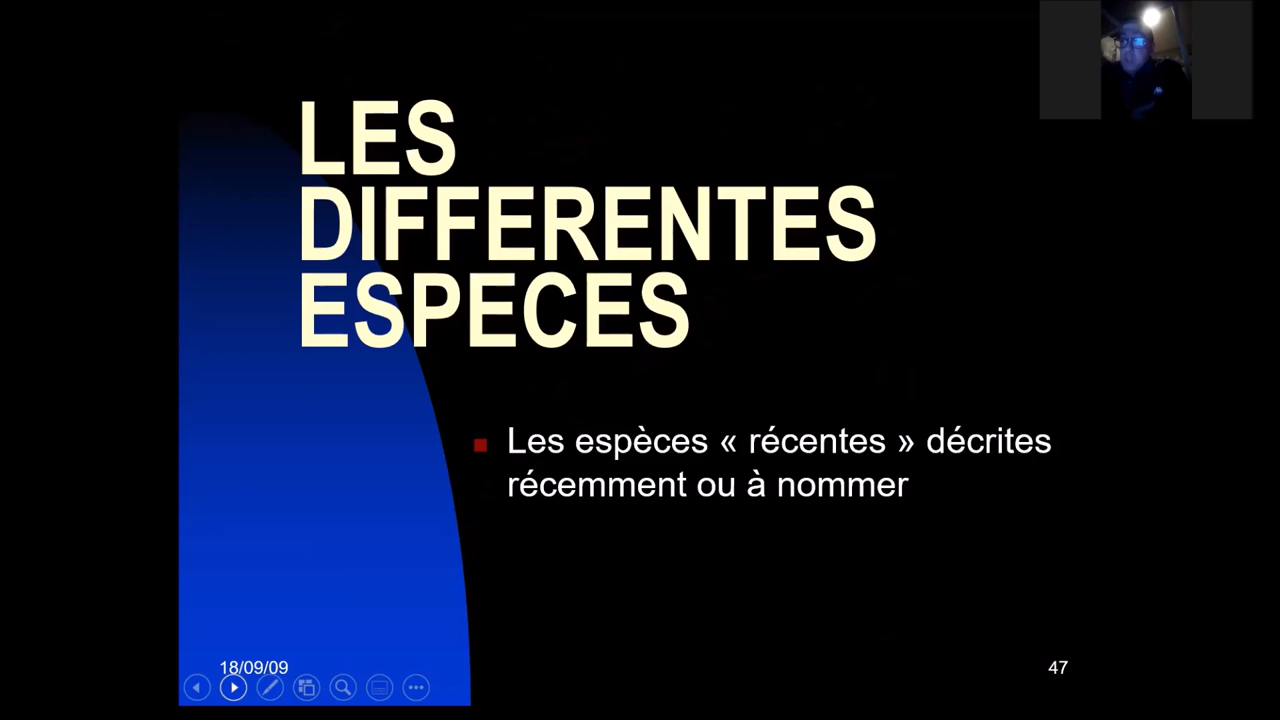 LES
DIFFERENTES
ESPECES
Les espèces « récentes » décrites
récemment ou à nommer
18/09/09
47